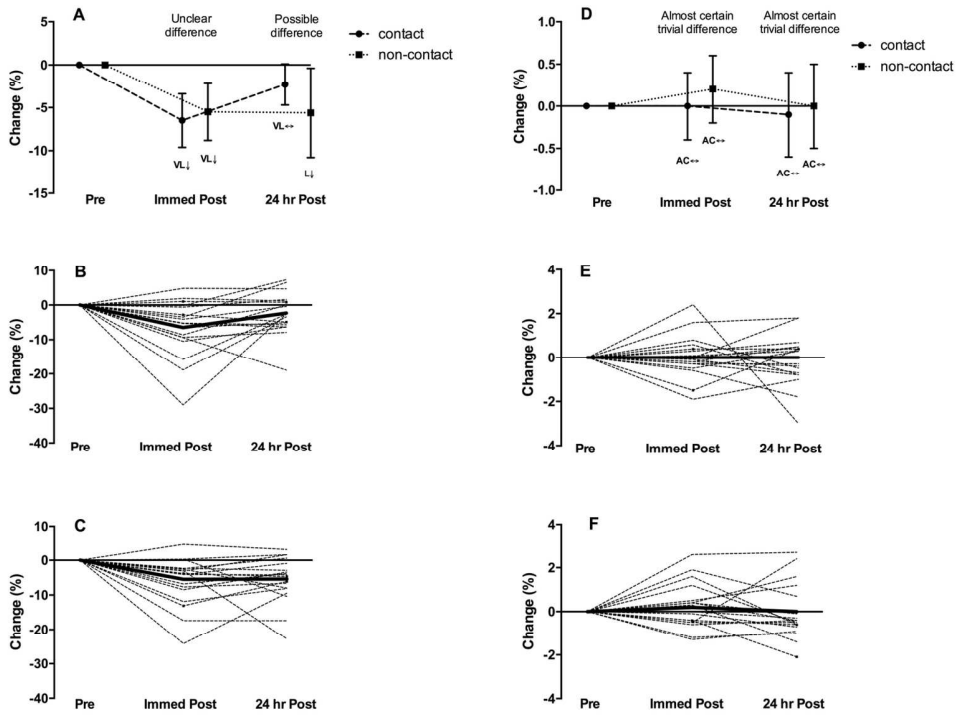 A
Unclear
difference
Possible
difference
contact
non-contact
Change (%)
5
0
-5
-10
-15
VL↓
VL↓
VL↔
L↓
Pre
Immed Post
24 hr Post
D
Almost certain
trivial difference
Almost certain
trivial difference
contact
non-contact
Change (%)
1.0
0.5
0.0
-0.5
-1.0
AC↔
AC↔
AC↔
AC↔
Pre
Immed Post
24 hr Post
B
Change (%)
10
0
-10
-20
-30
-40
Pre
Immed Post
24 hr Post
E
Change (%)
4
2
0
-2
-4
Pre
Immed Post
24 hr Post
C
Change (%)
10
0
-10
-20
-30
-40
Pre
Immed Post
24 hr Post
F
Change (%)
4
2
0
-2
-4
Pre
Immed Post
24 hr Post